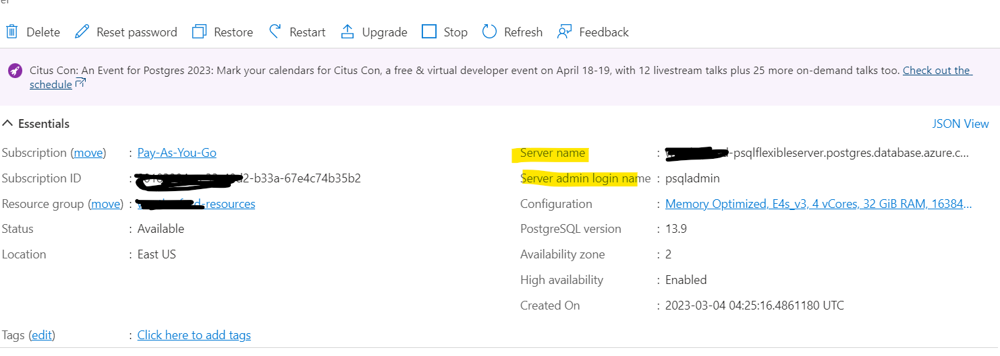 er
Delete Reset password Restore Restart Upgrade Stop Refresh Feedback
Citus Con: An Event for Postgres 2023: Mark your calendars for Citus Con, a free & virtual developer event on April 18-19, with 12 livestream talks plus 25 more on-demand talks too. Check out the
schedule
Essentials JSON View
Subscription (move) : Pay-As-You-Go
Server name : -psqlflexibleserver.postgres.database.azure.c...
Subscription ID : d2-b33a-67e4c74b35b2
Server admin login name : psqladmin
Resource group (move) : d-resources
Configuration : Memory Optimized, E4s_v3, 4 vCores, 32 GiB RAM, 16384...
Status : Available
PostgreSQL version : 13.9
Location : East US
Availability zone : 2
High availability : Enabled
Created On : 2023-03-04 04:25:16.4861180 UTC
Tags (edit) : Click here to add tags